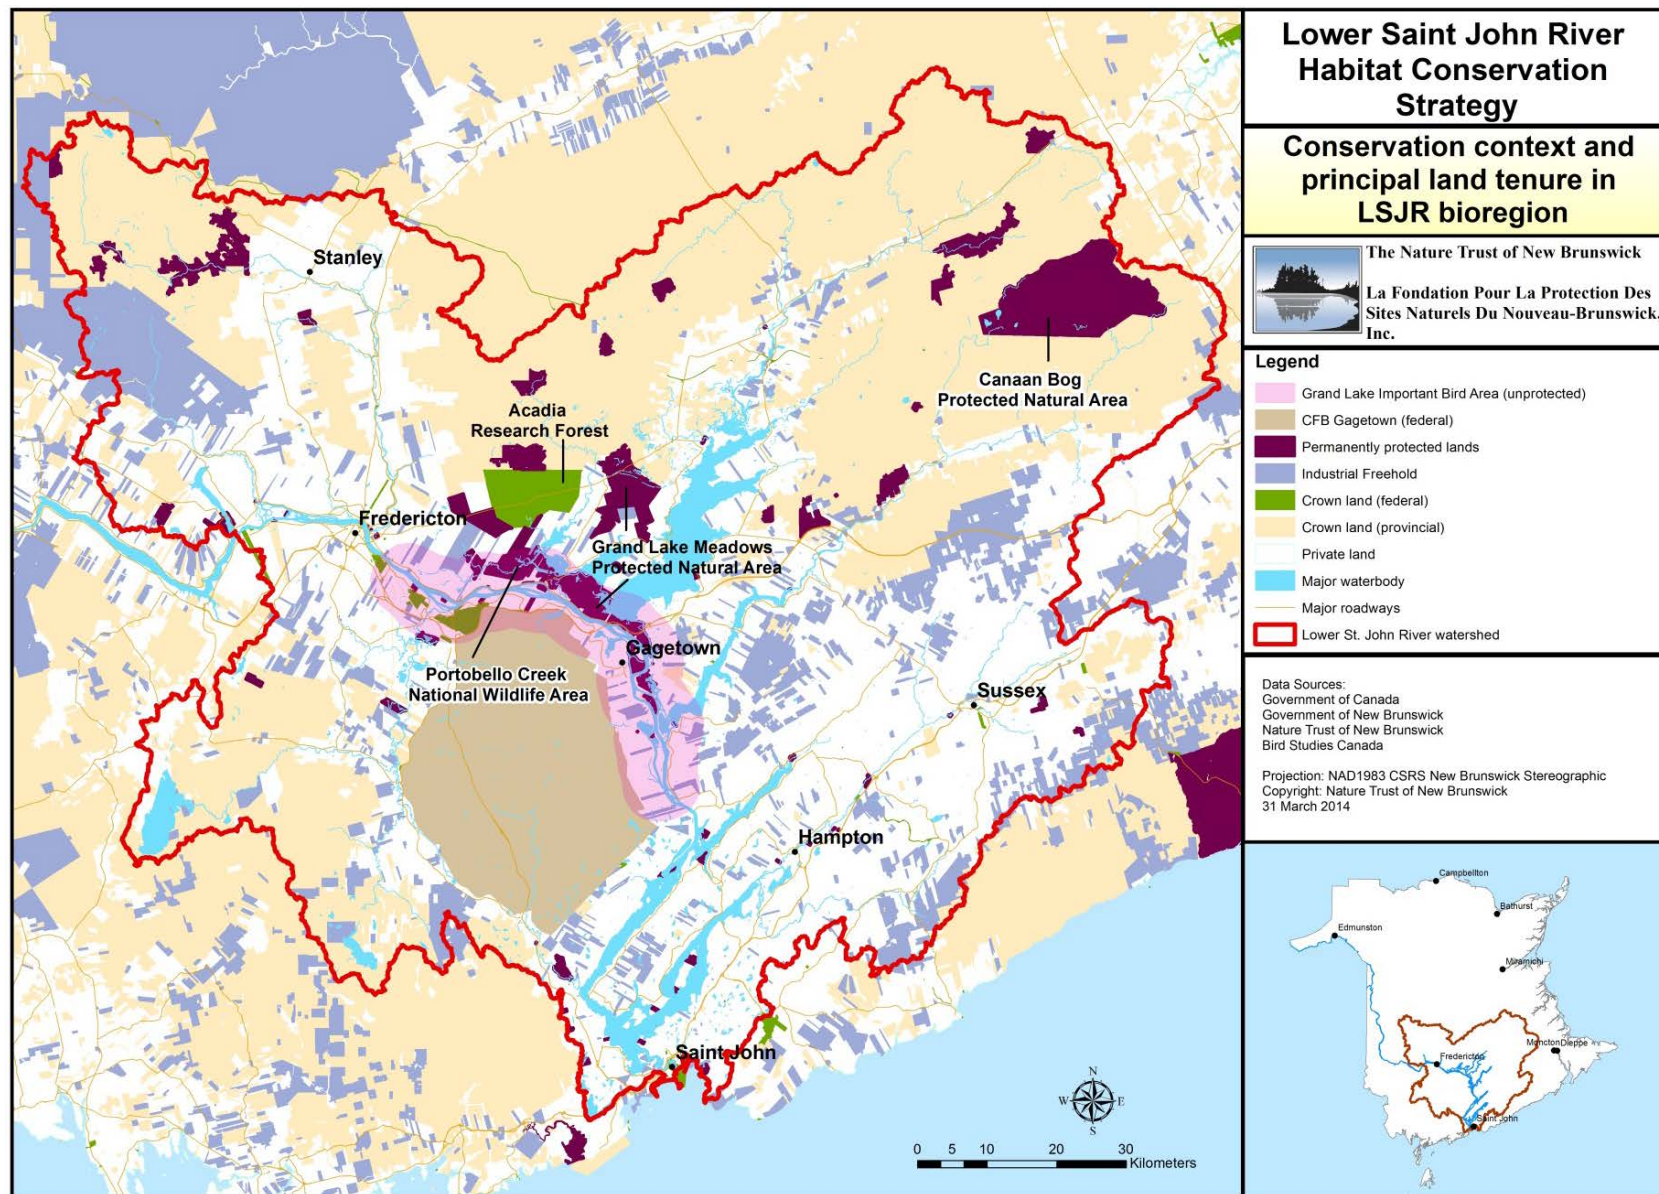 Lower Saint John River
Habitat Conservation
Strategy
Conservation context and
principal land tenure in
LSJR bioregion
The Nature Trust of New Brunswick
La Fondation Pour La Protection Des
Sites Naturels Du Nouveau-Brunswick,
Inc.
Legend
Grand Lake Important Bird Area (unprotected)
CFB Gagetown (federal)
Permanently protected lands
Industrial Freehold
Crown land (federal)
Crown land (provincial)
Private land
Major waterbody
Major roadways
Lower St. John River watershed
Data Sources:
Government of Canada
Government of New Brunswick
Nature Trust of New Brunswick
Bird Studies Canada
Projection: NAD1983 CSRS New Brunswick Stereographic
Copyright: Nature Trust of New Brunswick
31 March 2014
Stanley
Canaan Bog
Protected Natural Area
Acadia
Research Forest
Fredericton
Grand Lake Meadows
Protected Natural Area
Gagetown
Portobello Creek
National Wildlife Area
Sussex
Hampton
Saint John
N
W E
S
0 5 10 20 30
Kilometers
Campbellton
Bathurst
Edmunston
Miramichi
Moncton Dieppe
Fredericton
Saint John